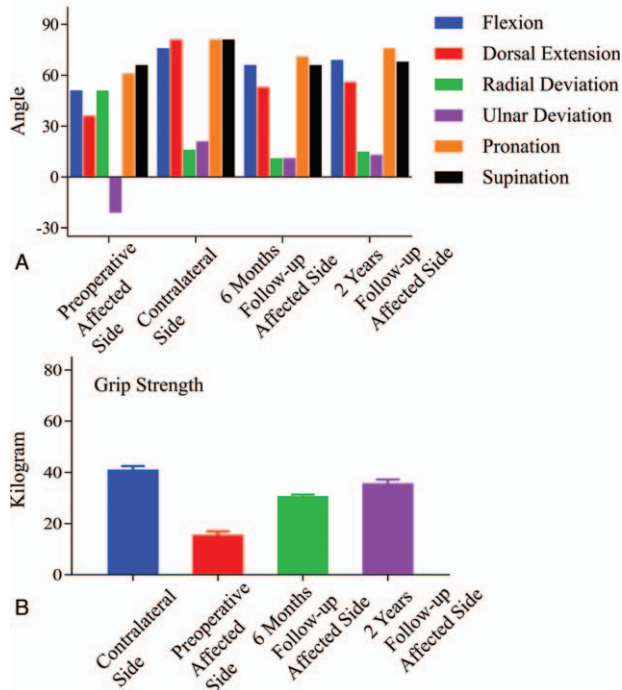 90
60
30
0
-30
Angle
Flexion
Dorsal Extension
Radial Deviation
Ulnar Deviation
Pronation
Supination
A
Preoperative
Affected
Side
Contralateral
Side
6 Months
Follow-up
Affected Side
2 Years
Follow-up
Affected Side
80
60
40
20
0
Kilogram
Grip Strength
B
Contralateral
Side
Preoperative
Affected
Side
6 Months
Follow-up
Affected Side
2 Years
Follow-up
Affected Side